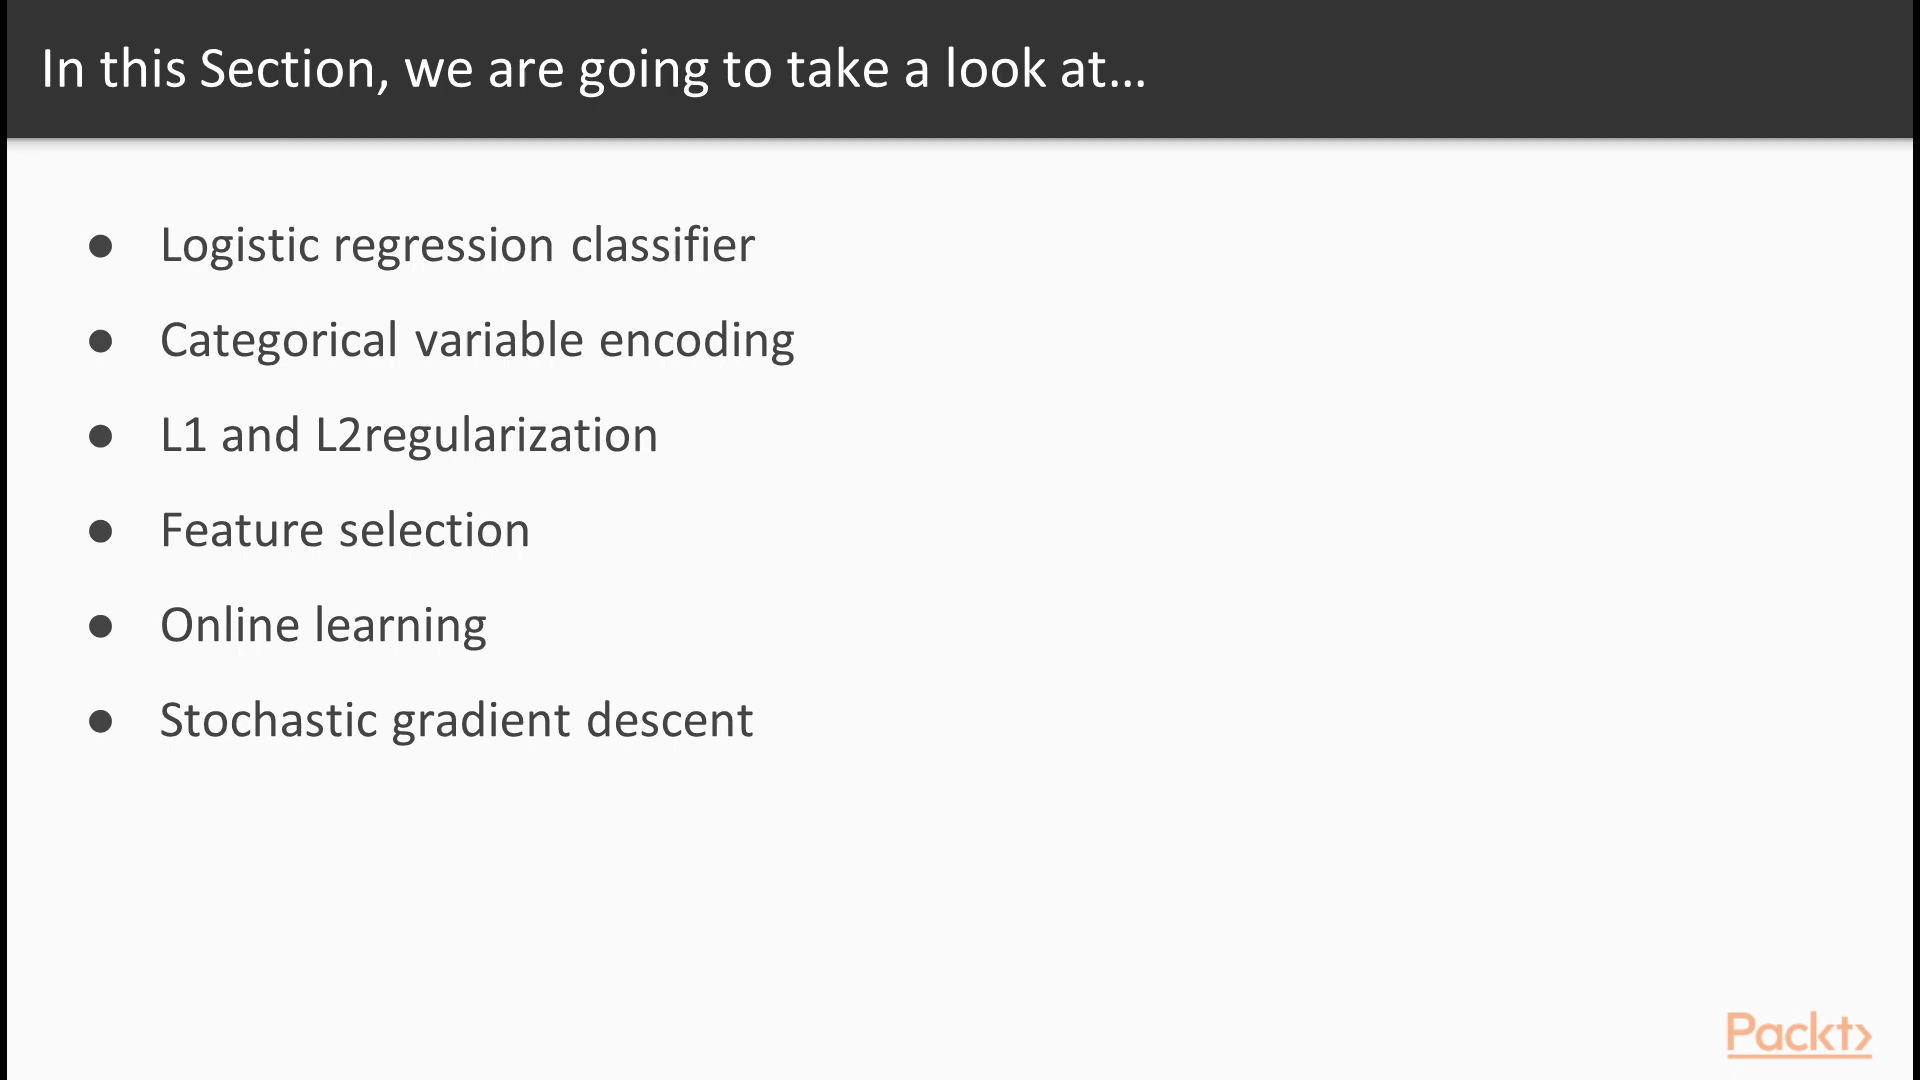 In this Section, we are going to take a look at...
● Logistic regression classifier
● Categorical variable encoding
● L1 and L2regularization
● Feature selection
● Online learning
● Stochastic gradient descent
Packt>